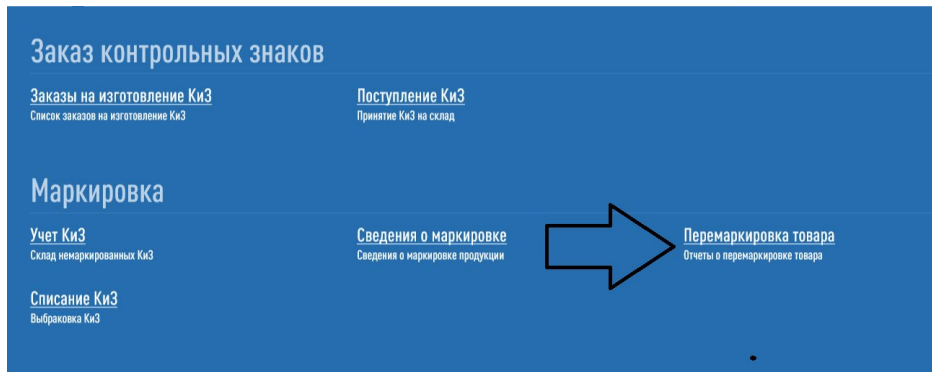 Заказ контрольных знаков
Заказы на изготовление КиЗ
Список заказов на изготовление КиЗ
Поступление КиЗ
Принятие КиЗ на склад
Маркировка
Учет КиЗ
Склад немаркированных КиЗ
Сведения о маркировке
Сведения о маркировке продукции
Перемаркировка товара
Отчеты о перемаркировке товара
Списание КиЗ
Выбраковка КиЗ